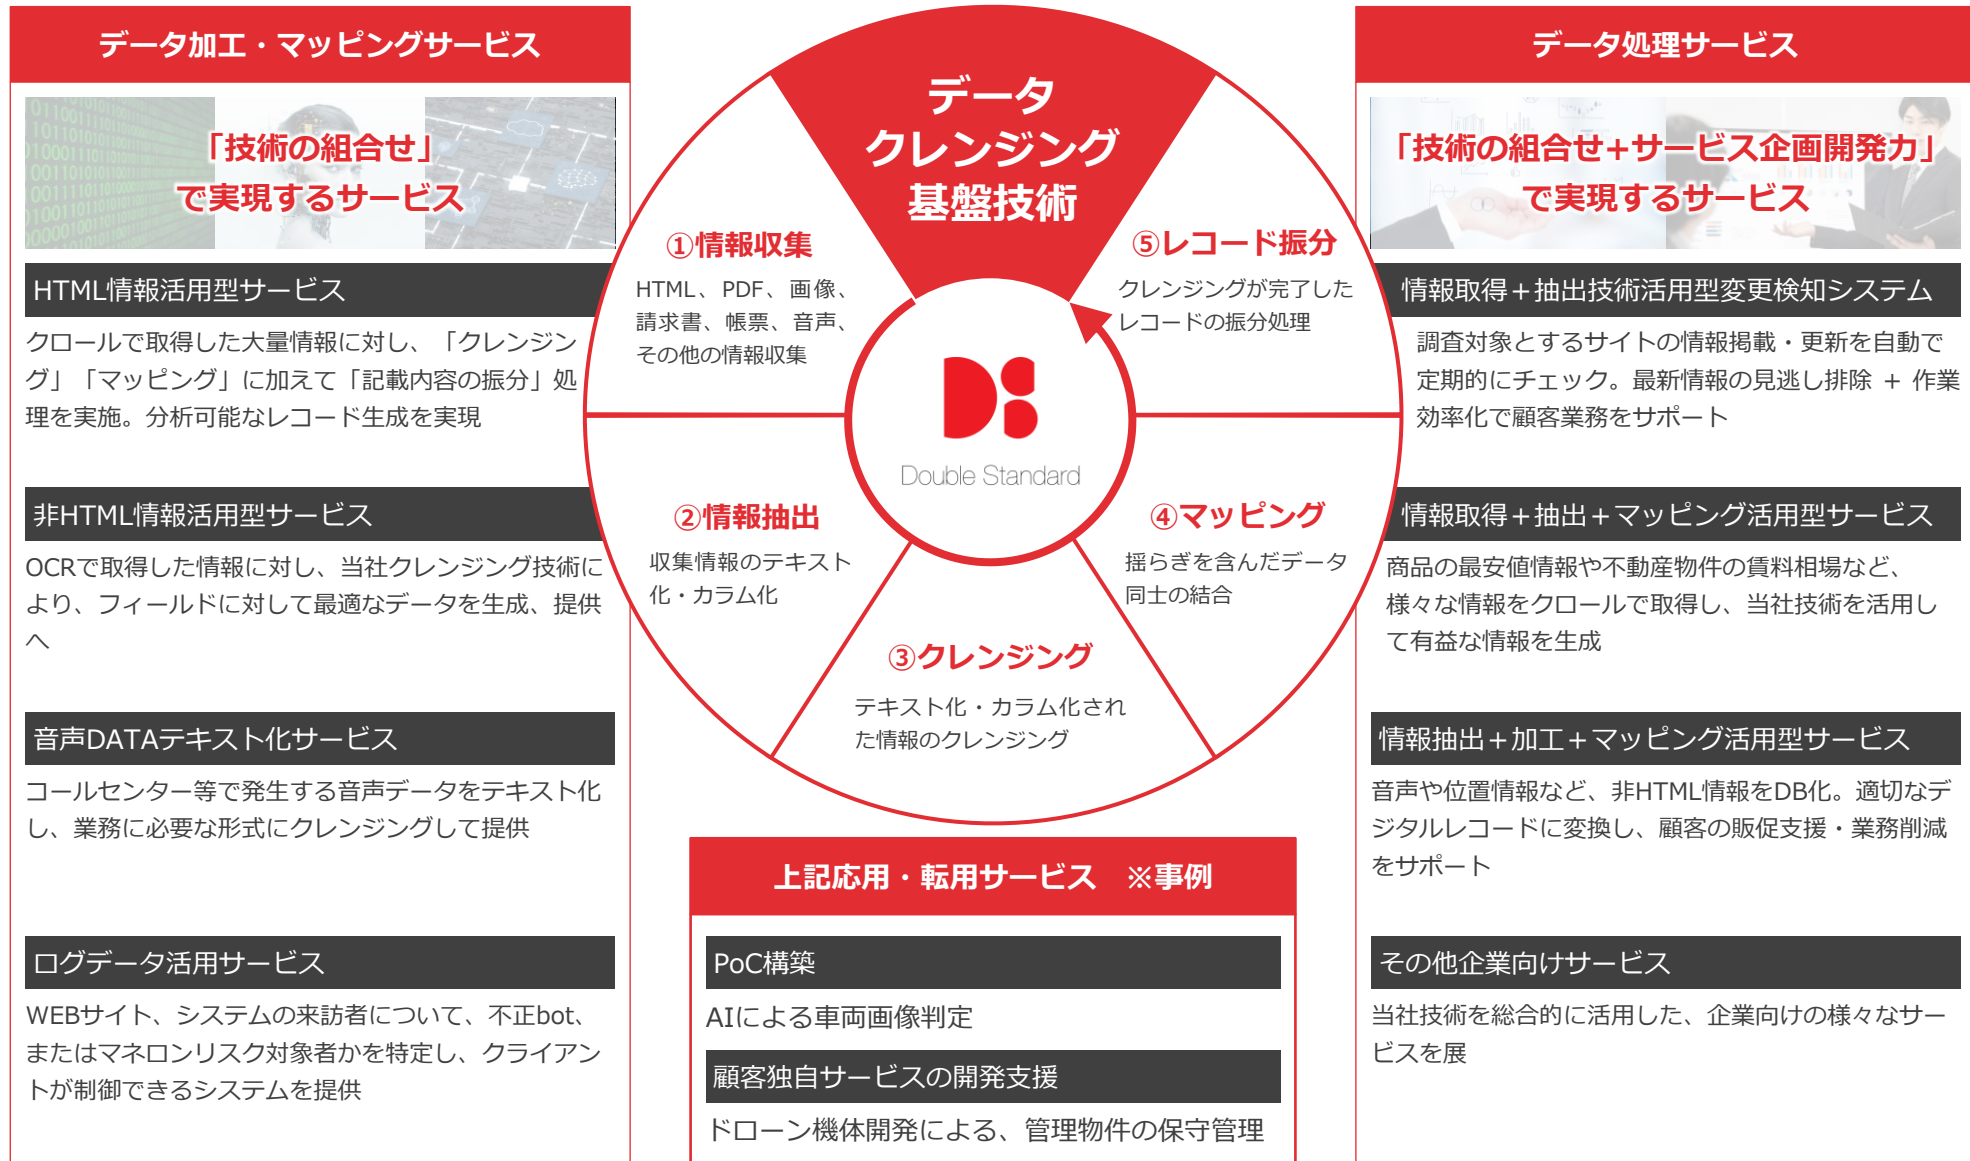 データ加工・マッピングサービス
「技術の組合せ」
で実現するサービス
HTML情報活用型サービス
クロールで取得した大量情報に対し、「クレンジン
グ」「マッピング」に加えて「記載内容の振分」処
理を実施。分析可能なレコード生成を実現
非HTML情報活用型サービス
OCRで取得した情報に対し、当社クレンジング技術に
より、フィールドに対して最適なデータを生成、提供
へ
音声DATAテキスト化サービス
コールセンター等で発生する音声データをテキスト化
し、業務に必要な形式にクレンジングして提供
ログデータ活用サービス
WEBサイト、システムの来訪者について、不正bot、
またはマネロンリスク対象者かを特定し、クライアン
トが制御できるシステムを提供
データ
クレンジング
基盤技術
①情報収集
HTML、PDF、画像、
請求書、帳票、音声、
その他の情報収集
②情報抽出
収集情報のテキスト
化・カラム化
③クレンジング
テキスト化・カラム化され
た情報のクレンジング
④マッピング
揺らぎを含んだデータ
同士の結合
⑤レコード振分
クレンジングが完了した
レコードの振分処理
Double Standard
上記応用・転用サービス ※事例
PoC構築
AIによる車両画像判定
顧客独自サービスの開発支援
ドローン機体開発による、管理物件の保守管理
データ処理サービス
「技術の組合せ+サービス企画開発力」
で実現するサービス
情報取得＋抽出技術活用型変更検知システム
調査対象とするサイトの情報掲載・更新を自動で
定期的にチェック。最新情報の見逃し排除 + 作業
効率化で顧客業務をサポート
情報取得＋抽出＋マッピング活用型サービス
商品の最安値情報や不動産物件の賃料相場など、
様々な情報をクロールで取得し、当社技術を活用し
て有益な情報を生成
情報抽出＋加工＋マッピング活用型サービス
音声や位置情報など、非HTML情報をDB化。適切なデ
ジタルレコードに変換し、顧客の販促支援・業務削減
をサポート
その他企業向けサービス
当社技術を総合的に活用した、企業向けの様々なサー
ビスを展